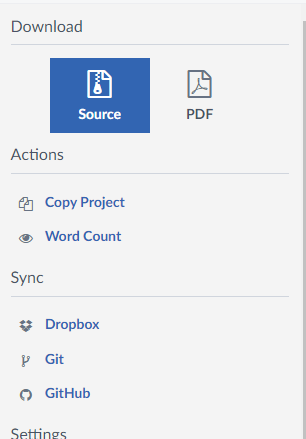 Download
Source
PDF
Actions
Copy Project
Word Count
Sync
Dropbox
Git
GitHub
Settings